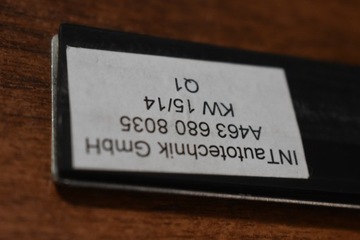 INTautotechnik GmbH
A463 680 8035
KW 15/14
Q1